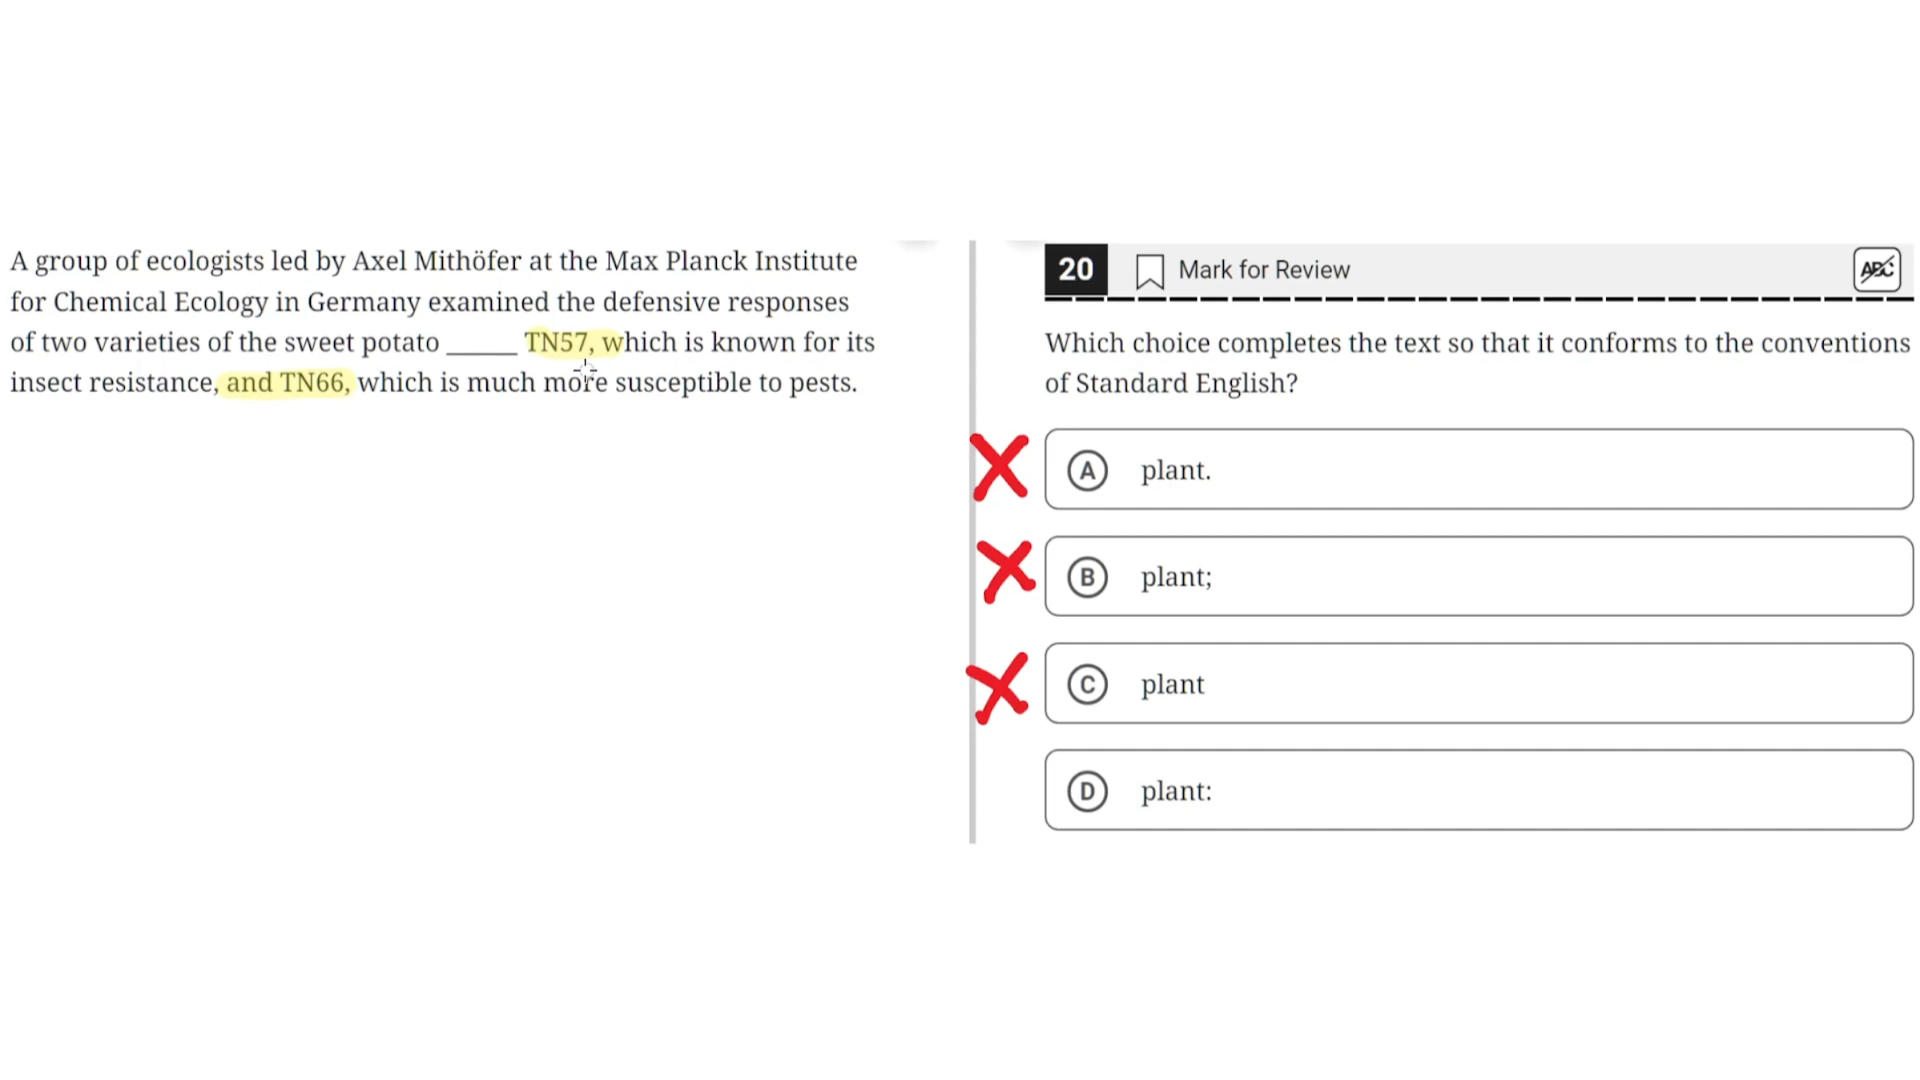 A group of ecologists led by Axel Mithöfer at the Max Planck Institute
for Chemical Ecology in Germany examined the defensive responses
of two varieties of the sweet potato ______ TN57, which is known for its
insect resistance, and TN66, which is much more susceptible to pests.
20 Mark for Review ABC
Which choice completes the text so that it conforms to the conventions
of Standard English?
A plant.
B plant;
C plant
D plant: